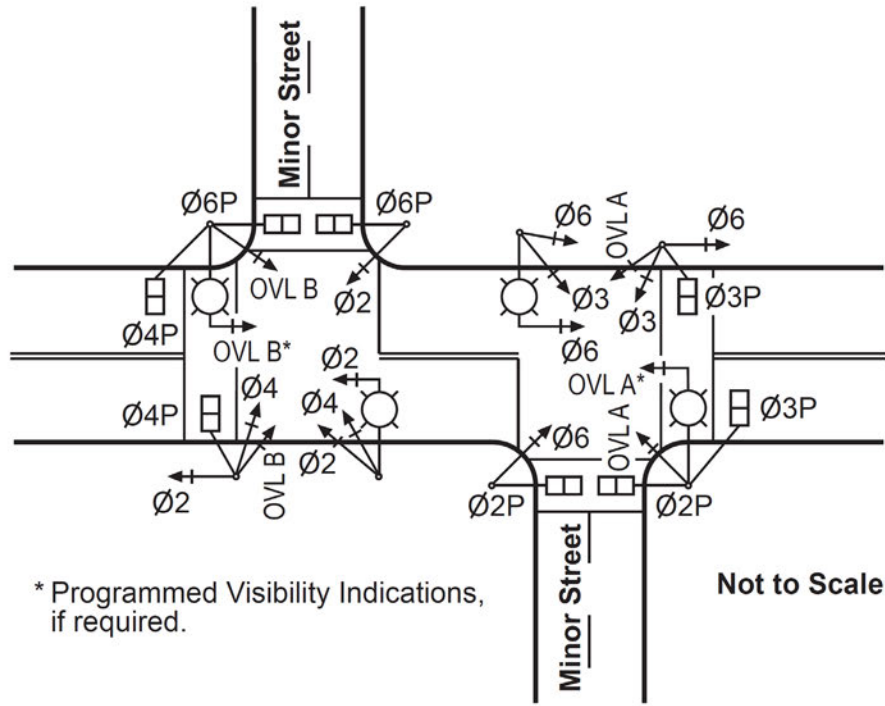 Minor Street
Ø6P
Ø6P
Ø6
OVL A
Ø6
OVL B
Ø2
Ø3
Ø3
Ø3P
Ø4P
OVL B*
Ø6
Ø2
OVL A*
Ø4P
Ø4
Ø4
Ø3P
Ø2
OVL B
Ø2
Ø6
OVL A
Ø2P
Ø2P
Minor Street
* Programmed Visibility Indications,
if required.
Not to Scale